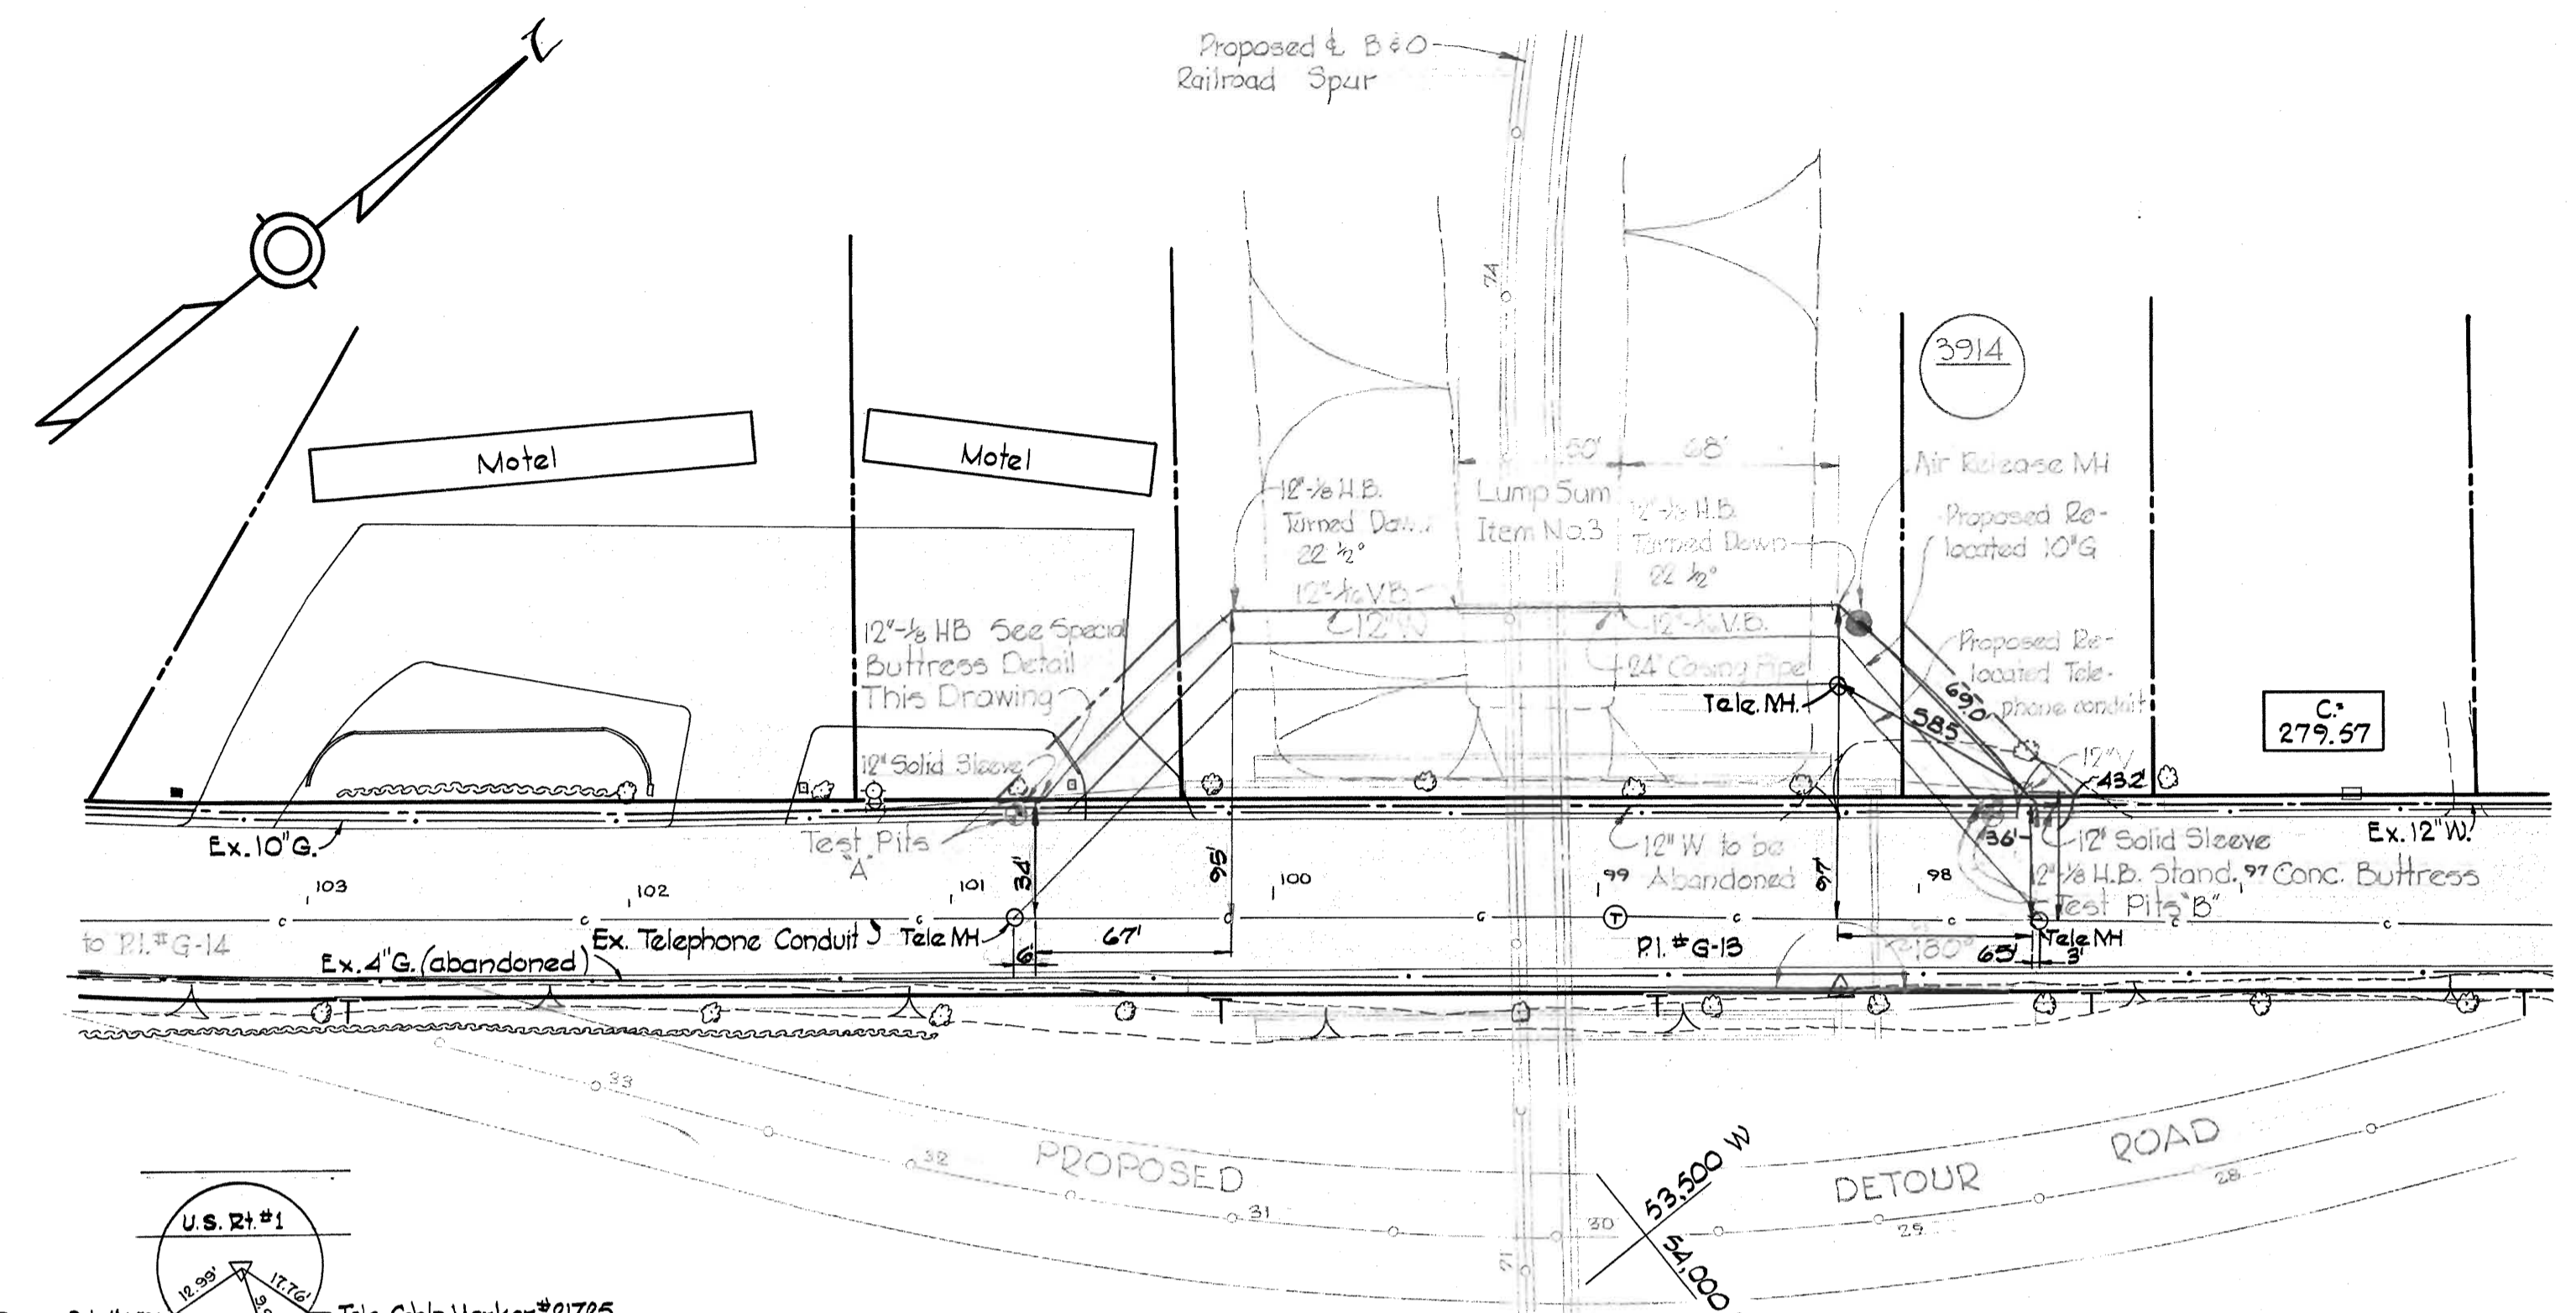 Proposed ℄ B&O
Railroad Spur
74
3914
Motel
Motel
50'
68'
Air Release MH
12"-⅛ H.B.
Turned Down
22 ½°
Lump Sum
Item No.3
12"-⅛ H.B.
Turned Down
22 ½°
Proposed Re-
located 10"G
12"-1/16 V.B.
12"W
12"-1/16 V.B.
12"-⅛ HB See Special
Buttress Detail
This Drawing
24" Casing Pipe
Proposed Re-
located Tele-
phone conduit
Tele. MH.
69.0
58.5
C.=
279.57
12" Solid Sleeve
12"V
43.2'
Ex. 10"G.
Test Pits
"A"
12" W to be
Abandoned
36'
12" Solid Sleeve
Ex. 12"W.
12"-⅛ H.B. Stand. Conc. Buttress
Test Pits "B"
34'
95'
97'
103
102
101
100
99
98
97
c c c c G T c c c c
to P.I. #G-14
Ex. Telephone Conduit
Tele MH
67'
6'
P.I. #G-13
180°
65'
3'
Tele MH
Ex. 4"G. (abandoned)
33
32
31
30
29
28
PROPOSED
DETOUR
ROAD
53,500 W
54,000
71
U.S. Rt. #1
12.99'
17.76'
Tele Cable Marker #21725